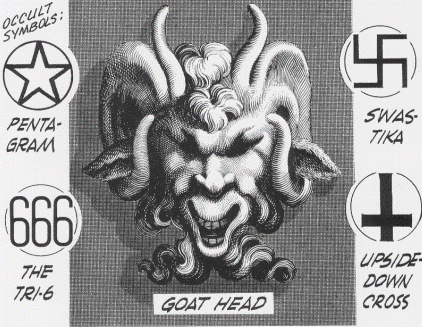 OCCULT
SYMBOLS:
PENTA-
GRAM
SWAS-
TIKA
666
THE
TRI-6
GOAT HEAD
UPSIDE-
DOWN
CROSS